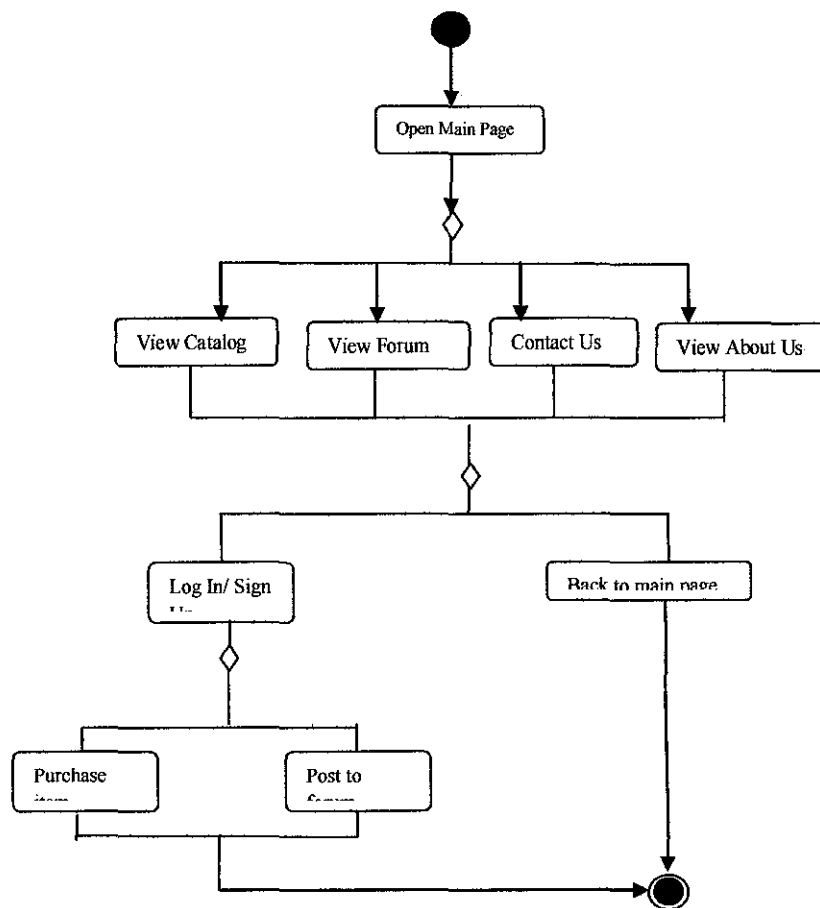 Open Main Page
View Catalog
View Forum
Contact Us
View About Us
Log In/ Sign
Back to main page
Purchase
Post to